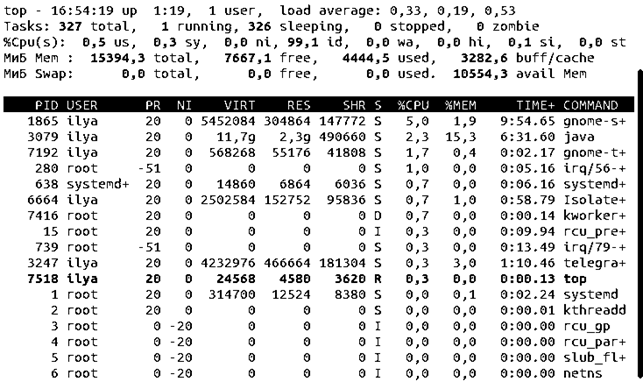 top - 16:54:19 up  1:19,  1 user,  load average: 0,33, 0,19, 0,53
Tasks: 327 total,   1 running, 326 sleeping,   0 stopped,   0 zombie
%Cpu(s):  0,5 us,  0,3 sy,  0,0 ni, 99,1 id,  0,0 wa,  0,0 hi,  0,1 si,  0,0 st
МиБ Mem :  15394,3 total,   7667,1 free,   4444,5 used,   3282,6 buff/cache
МиБ Swap:      0,0 total,      0,0 free,      0,0 used.  10554,3 avail Mem
PID USER      PR  NI    VIRT    RES    SHR S  %CPU  %MEM     TIME+ COMMAND
1865 ilya      20   0 5452084 304864 147772 S   5,0   1,9   9:54.65 gnome-s+
3079 ilya      20   0   11,7g   2,3g 490660 S   2,3  15,3   6:31.60 java
7192 ilya      20   0  568268  55176  41808 S   1,7   0,4   0:02.17 gnome-t+
280 root     -51   0       0      0      0 S   1,0   0,0   0:05.16 irq/56-+
638 systemd+  20   0   14860   6864   6036 S   0,7   0,0   0:06.16 systemd+
6664 ilya      20   0 2502584 152752  95836 S   0,7   1,0   0:58.79 Isolate+
7416 root      20   0       0      0      0 D   0,7   0,0   0:00.14 kworker+
15 root      20   0       0      0      0 I   0,3   0,0   0:09.94 rcu_pre+
739 root     -51   0       0      0      0 S   0,3   0,0   0:13.49 irq/79-+
3247 ilya      20   0 4232976 466664 181304 S   0,3   3,0   1:10.46 telegra+
7518 ilya      20   0   24568   4580   3620 R   0,3   0,0   0:00.13 top
1 root      20   0  314700  12524   8380 S   0,0   0,1   0:02.24 systemd
2 root      20   0       0      0      0 S   0,0   0,0   0:00.01 kthreadd
3 root       0 -20       0      0      0 I   0,0   0,0   0:00.00 rcu_gp
4 root       0 -20       0      0      0 I   0,0   0,0   0:00.00 rcu_par+
5 root       0 -20       0      0      0 I   0,0   0,0   0:00.00 slub_fl+
6 root       0 -20       0      0      0 I   0,0   0,0   0:00.00 netns